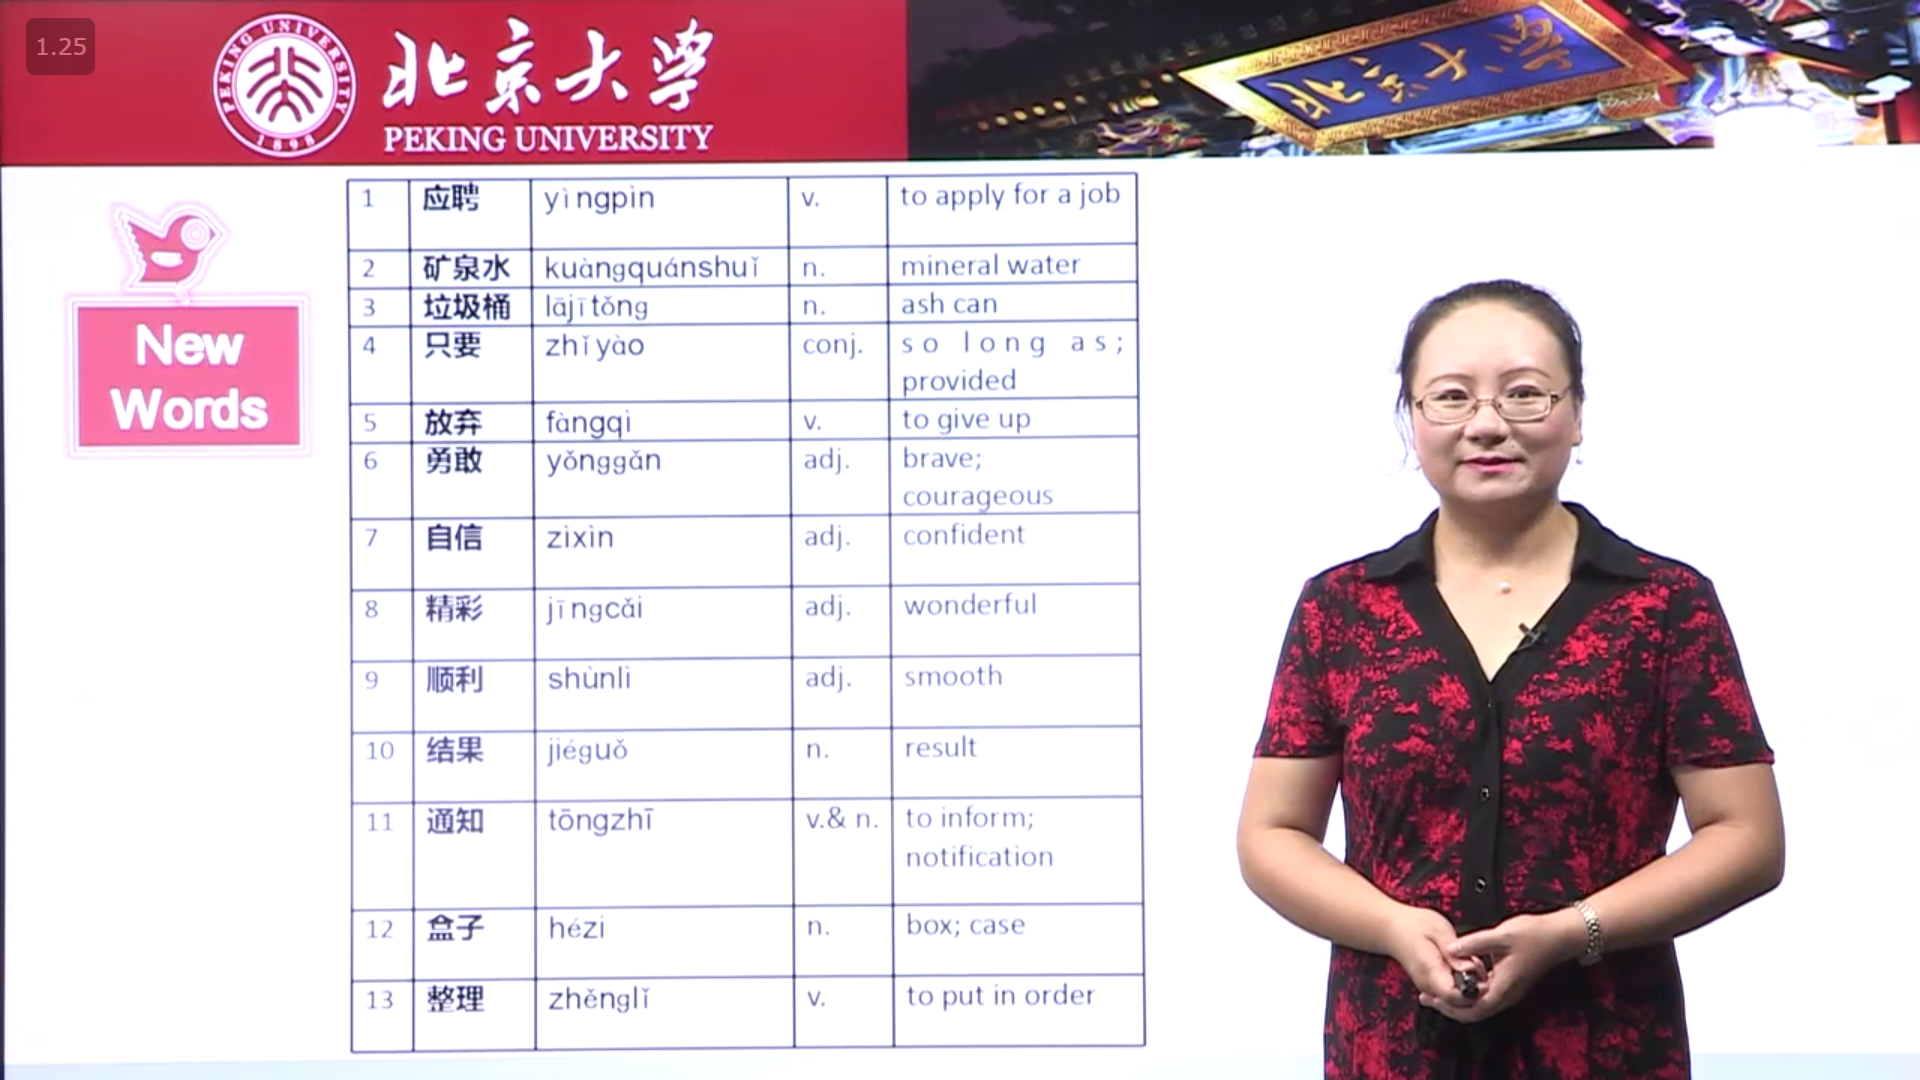 1.25
PEKING UNIVERSITY
1898
北京大学
PEKING UNIVERSITY
北京大学
New
Words
1 应聘 yìngpìn v. to apply for a job
2 矿泉水 kuàngquánshuǐ n. mineral water
3 垃圾桶 lājītǒng n. ash can
4 只要 zhǐyào conj. so long as;
provided
5 放弃 fàngqì v. to give up
6 勇敢 yǒnggǎn adj. brave;
courageous
7 自信 zìxìn adj. confident
8 精彩 jīngcǎi adj. wonderful
9 顺利 shùnlì adj. smooth
10 结果 jiéguǒ n. result
11 通知 tōngzhī v.& n. to inform;
notification
12 盒子 hézi n. box; case
13 整理 zhěnglǐ v. to put in order